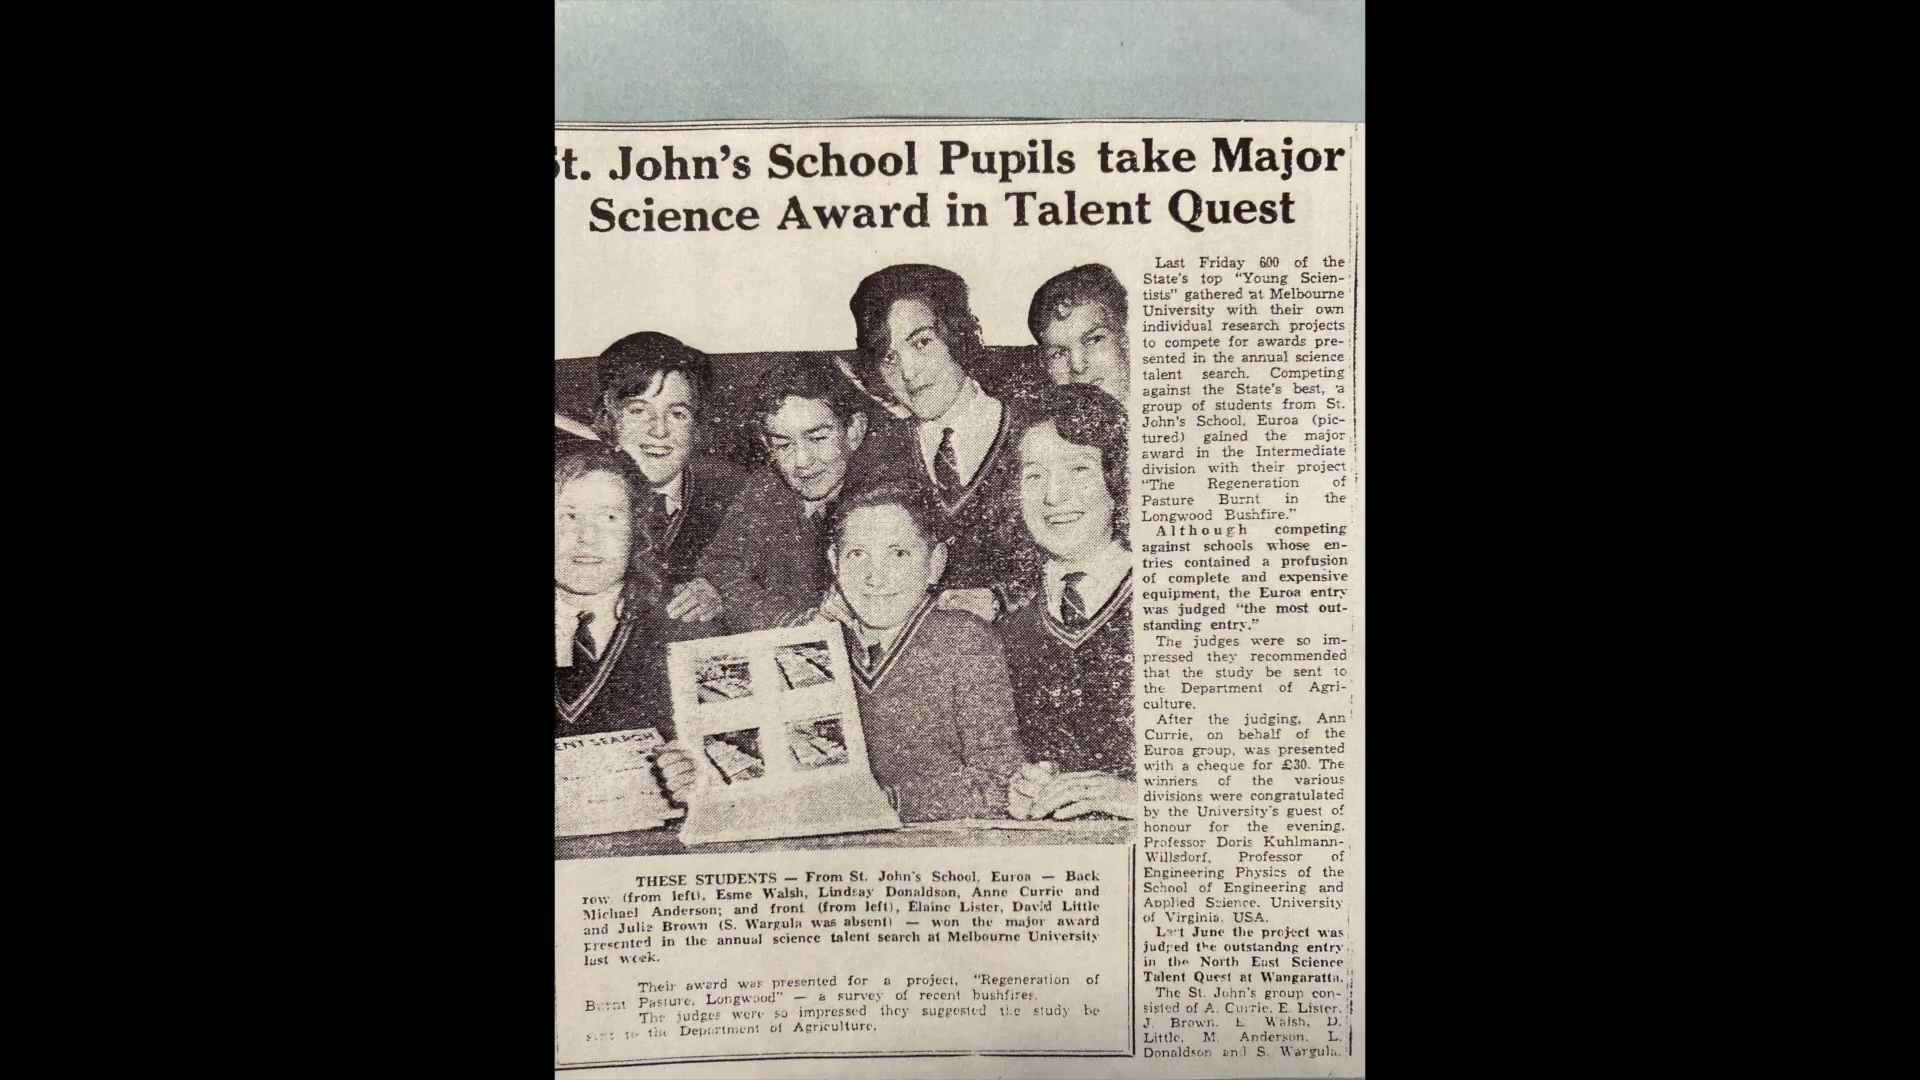 St. John's School Pupils take Major
Science Award in Talent Quest
ENT SEARCH
THESE STUDENTS — From St. John's School, Euroa — Back
row (from left), Esme Walsh, Lindsay Donaldson, Anne Currie and
Michael Anderson; and front (from left), Elaine Lister, David Little
and Julie Brown (S. Wargula was absent) — won the major award
presented in the annual science talent search at Melbourne University
last week.
Their award was presented for a project, "Regeneration of
Burnt Pasture, Longwood" — a survey of recent bushfires.
The judges were so impressed they suggested the study be
sent to the Department of Agriculture.
Last Friday 600 of the
State's top "Young Scien-
tists" gathered at Melbourne
University with their own
individual research projects
to compete for awards pre-
sented in the annual science
talent search. Competing
against the State's best, a
group of students from St.
John's School, Euroa (pic-
tured) gained the major
award in the Intermediate
division with their project
"The Regeneration of
Pasture Burnt in the
Longwood Bushfire."
Although competing
against schools whose en-
tries contained a profusion
of complete and expensive
equipment, the Euroa entry
was judged "the most out-
standing entry."
The judges were so im-
pressed they recommended
that the study be sent to
the Department of Agri-
culture.
After the judging, Ann
Currie, on behalf of the
Euroa group, was presented
with a cheque for £30. The
winners of the various
divisions were congratulated
by the University's guest of
honour for the evening,
Professor Doris Kuhlmann-
Willsdorf, Professor of
Engineering Physics of the
School of Engineering and
Applied Science, University
of Virginia, USA.
Last June the project was
judged the outstandng entry
in the North East Science
Talent Quest at Wangaratta.
The St. John's group con-
sisted of A. Currie, E. Lister,
J. Brown, E. Walsh, D.
Little, M. Anderson, L.
Donaldson and S. Wargula.